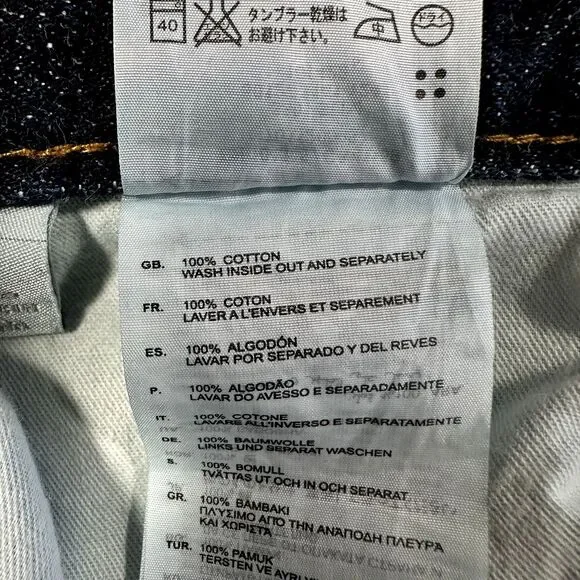 40
タンブラー乾燥は
お避け下さい。
中
ドライ
GB. 100% COTTON
WASH INSIDE OUT AND SEPARATELY
FR. 100% COTON
LAVER A L'ENVERS ET SEPAREMENT
ES. 100% ALGODÓN
LAVAR POR SEPARADO Y DEL REVES
P. 100% ALGODÃO
LAVAR DO AVESSO E SEPARADAMENTE
IT. 100% COTONE
LAVARE ALL'INVERSO E SEPARATAMENTE
DE. 100% BAUMWOLLE
LINKS UND SEPARAT WASCHEN
S. 100% BOMULL
TVÄTTAS UT OCH IN OCH SEPARAT
GR. 100% BAMBAKI
ΠΛΥΣΙΜΟ ΑΠΟ ΤΗΝ ΑΝΑΠΟΔΗ ΠΛΕΥΡΑ
ΚΑΙ ΧΩΡΙΣΤΑ
TUR. 100% PAMUK
TERSTEN VE